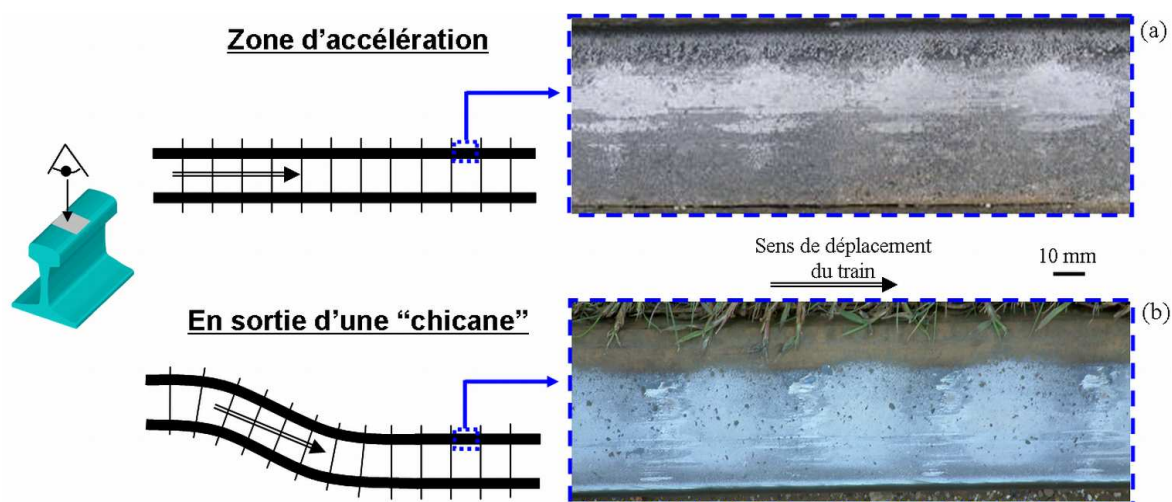 Zone d'accélération
(a)
Sens de déplacement
du train
10 mm
En sortie d'une “chicane”
(b)